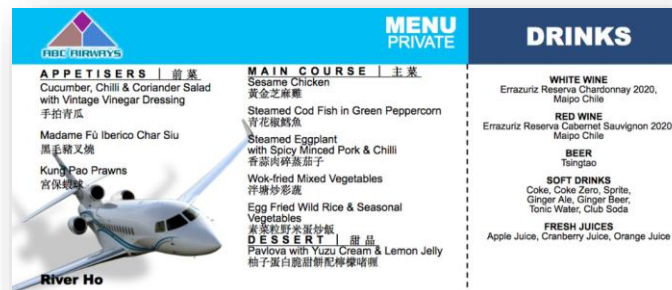 ABC AIRWAYS
MENU
PRIVATE
APPETISERS | 前菜
Cucumber, Chilli & Coriander Salad
with Vintage Vinegar Dressing
手拍青瓜
Madame Fù Iberico Char Siu
黑毛豬叉燒
Kung Pao Prawns
宮保蝦球
River Ho
MAIN COURSE | 主菜
Sesame Chicken
黃金芝麻雞
Steamed Cod Fish in Green Peppercorn
青花椒鱈魚
Steamed Eggplant
with Spicy Minced Pork & Chilli
香蒜肉碎蒸茄子
Wok-fried Mixed Vegetables
泮塘炒彩蔬
Egg Fried Wild Rice & Seasonal
Vegetables
素菜粒野米蛋炒飯
DESSERT | 甜品
Pavlova with Yuzu Cream & Lemon Jelly
柚子蛋白脆甜餅配檸檬啫喱
DRINKS
WHITE WINE
Errazuriz Reserva Chardonnay 2020,
Maipo Chile
RED WINE
Errazuriz Reserva Cabernet Sauvignon 2020
Maipo Chile
BEER
Tsingtao
SOFT DRINKS
Coke, Coke Zero, Sprite,
Ginger Ale, Ginger Beer,
Tonic Water, Club Soda
FRESH JUICES
Apple Juice, Cranberry Juice, Orange Juice